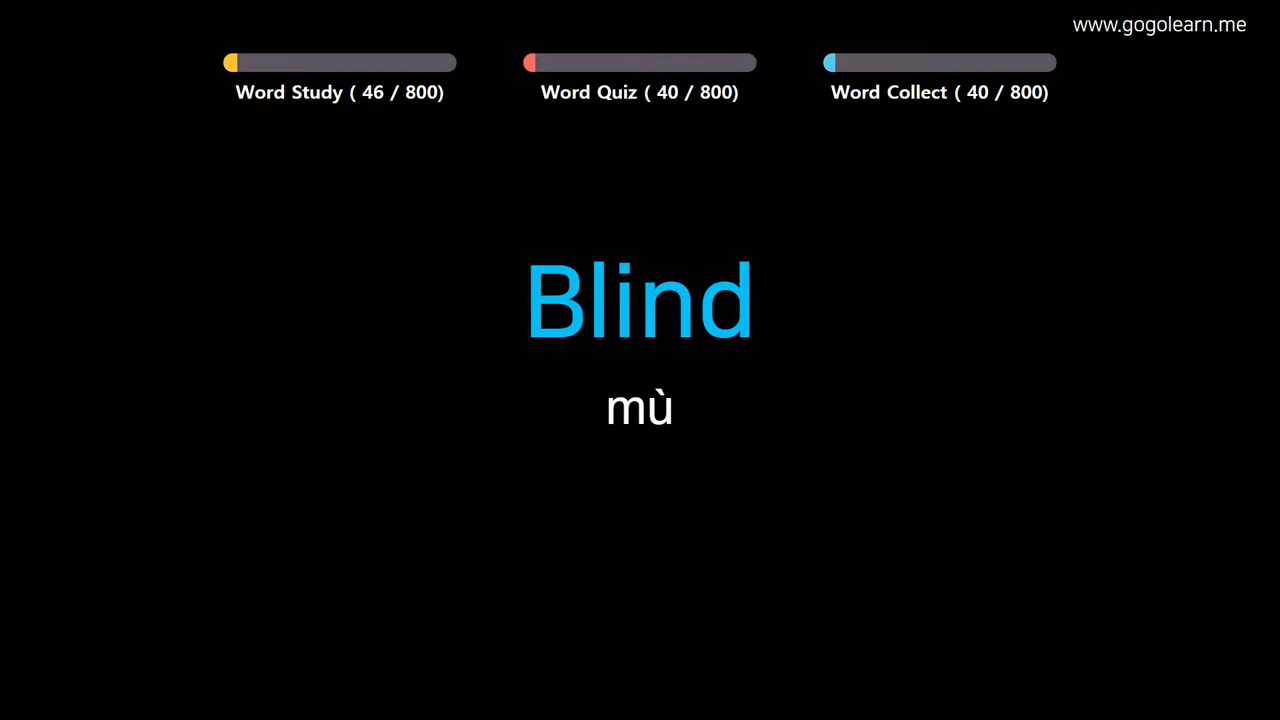 www.gogolearn.me
Word Study ( 46 / 800)
Word Quiz ( 40 / 800)
Word Collect ( 40 / 800)
Blind
mù